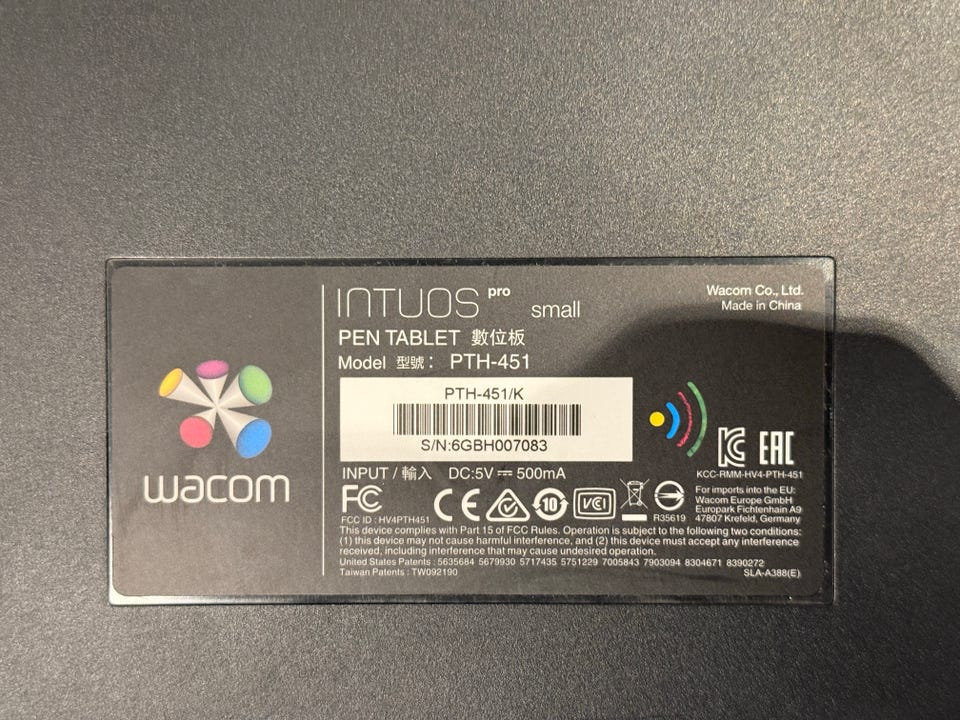 INTUOS pro small
Wacom Co., Ltd.
Made in China
PEN TABLET 數位板
Model 型號： PTH-451
PTH-451/K
S/N:6GBH007083
wacom
KCC-RMM-HV4-PTH-451
INPUT / 輸入 DC:5V ⎓ 500mA
FC
FCC ID : HV4PTH451
CE
10
VCI
R35619
EAC
For imports into the EU:
Wacom Europe GmbH
Europark Fichtenhain A9
47807 Krefeld, Germany
This device complies with Part 15 of FCC Rules. Operation is subject to the following two conditions:
(1) this device may not cause harmful interference, and (2) this device must accept any interference
received, including interference that may cause undesired operation.
United States Patents : 5635684 5679930 5717435 5751229 7005843 7903094 8304671 8390272
Taiwan Patents : TW092190
SLA-A388(E)